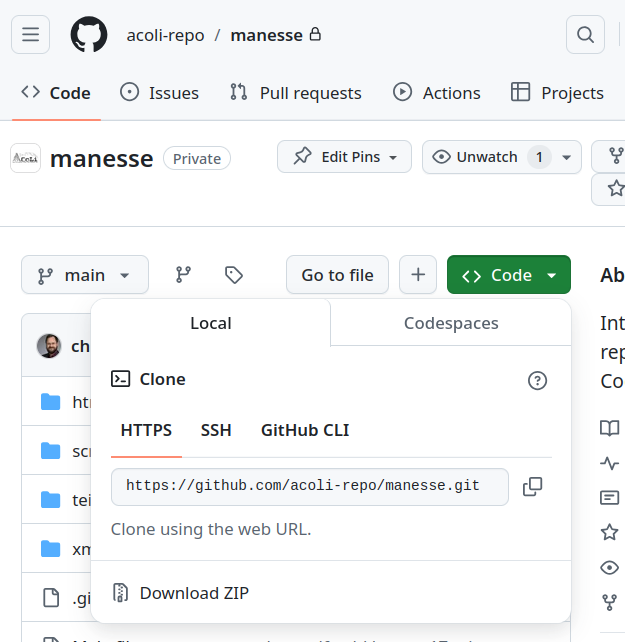 acoli-repo / manesse
Code Issues Pull requests Actions Projects
ACoLi manesse Private Edit Pins Unwatch 1
main Go to file Code
Ab
Local Codespaces
Int
ch
rep
Clone
Co
HTTPS SSH GitHub CLI
scr
https://github.com/acoli-repo/manesse.git
tei
Clone using the web URL.
xm
Download ZIP
.gi